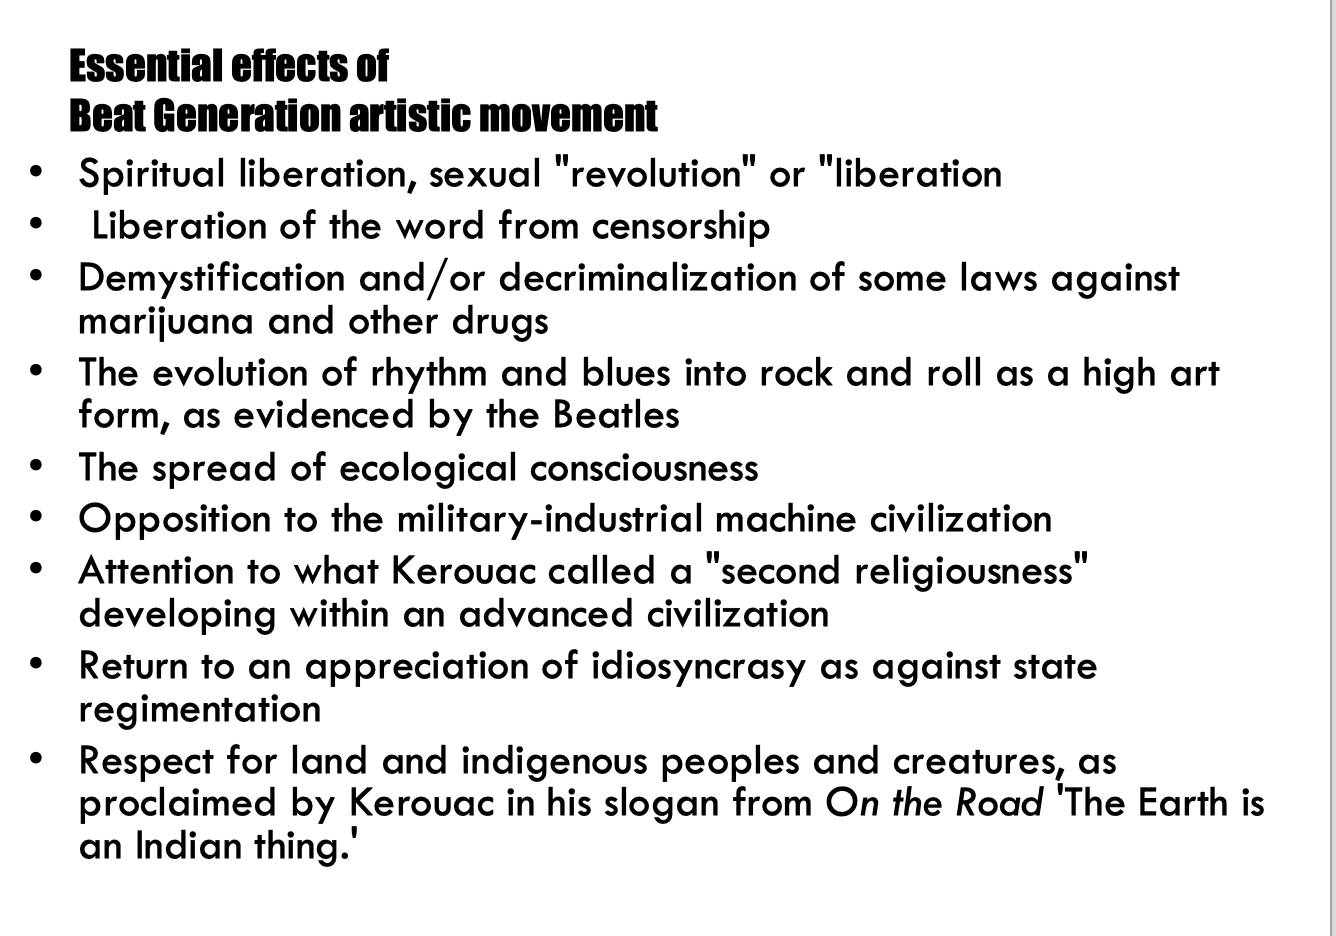 Essential effects of
Beat Generation artistic movement
• Spiritual liberation, sexual "revolution" or "liberation
• Liberation of the word from censorship
• Demystification and/or decriminalization of some laws against
marijuana and other drugs
• The evolution of rhythm and blues into rock and roll as a high art
form, as evidenced by the Beatles
• The spread of ecological consciousness
• Opposition to the military-industrial machine civilization
• Attention to what Kerouac called a "second religiousness"
developing within an advanced civilization
• Return to an appreciation of idiosyncrasy as against state
regimentation
• Respect for land and indigenous peoples and creatures, as
proclaimed by Kerouac in his slogan from On the Road 'The Earth is
an Indian thing.'